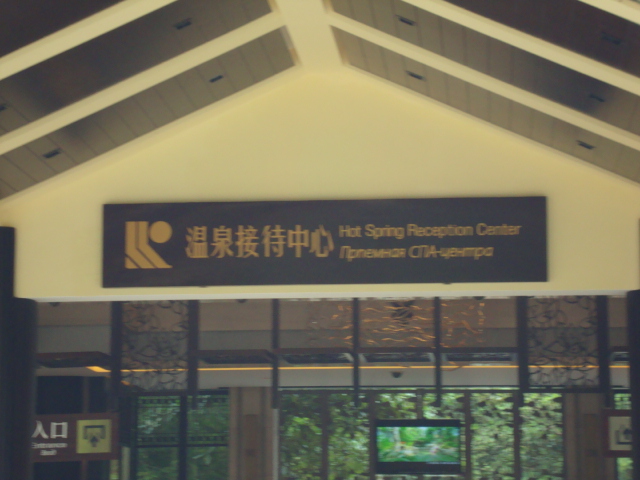 温泉接待中心
Hot Spring Reception Center
Приемная СПА-центра
入口